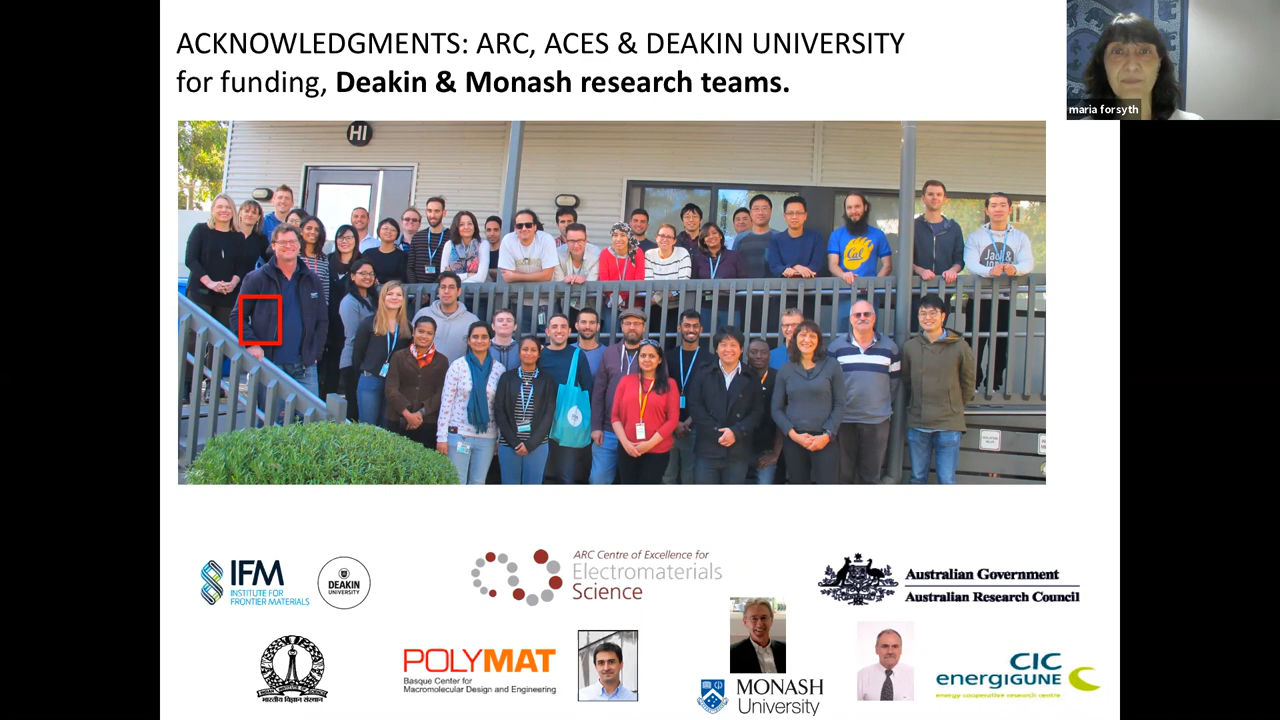 ACKNOWLEDGMENTS: ARC, ACES & DEAKIN UNIVERSITY
for funding, Deakin & Monash research teams.
maria forsyth
HI
Cal
IFM
INSTITUTE FOR
FRONTIER MATERIALS
DEAKIN
UNIVERSITY
ARC Centre of Excellence for
Electromaterials
Science
Australian Government
Australian Research Council
भारतीय विज्ञान संस्थान
POLYMAT
Basque Center for
Macromolecular Design and Engineering
MONASH
University
CIC
energiGUNE
energy cooperative research centre